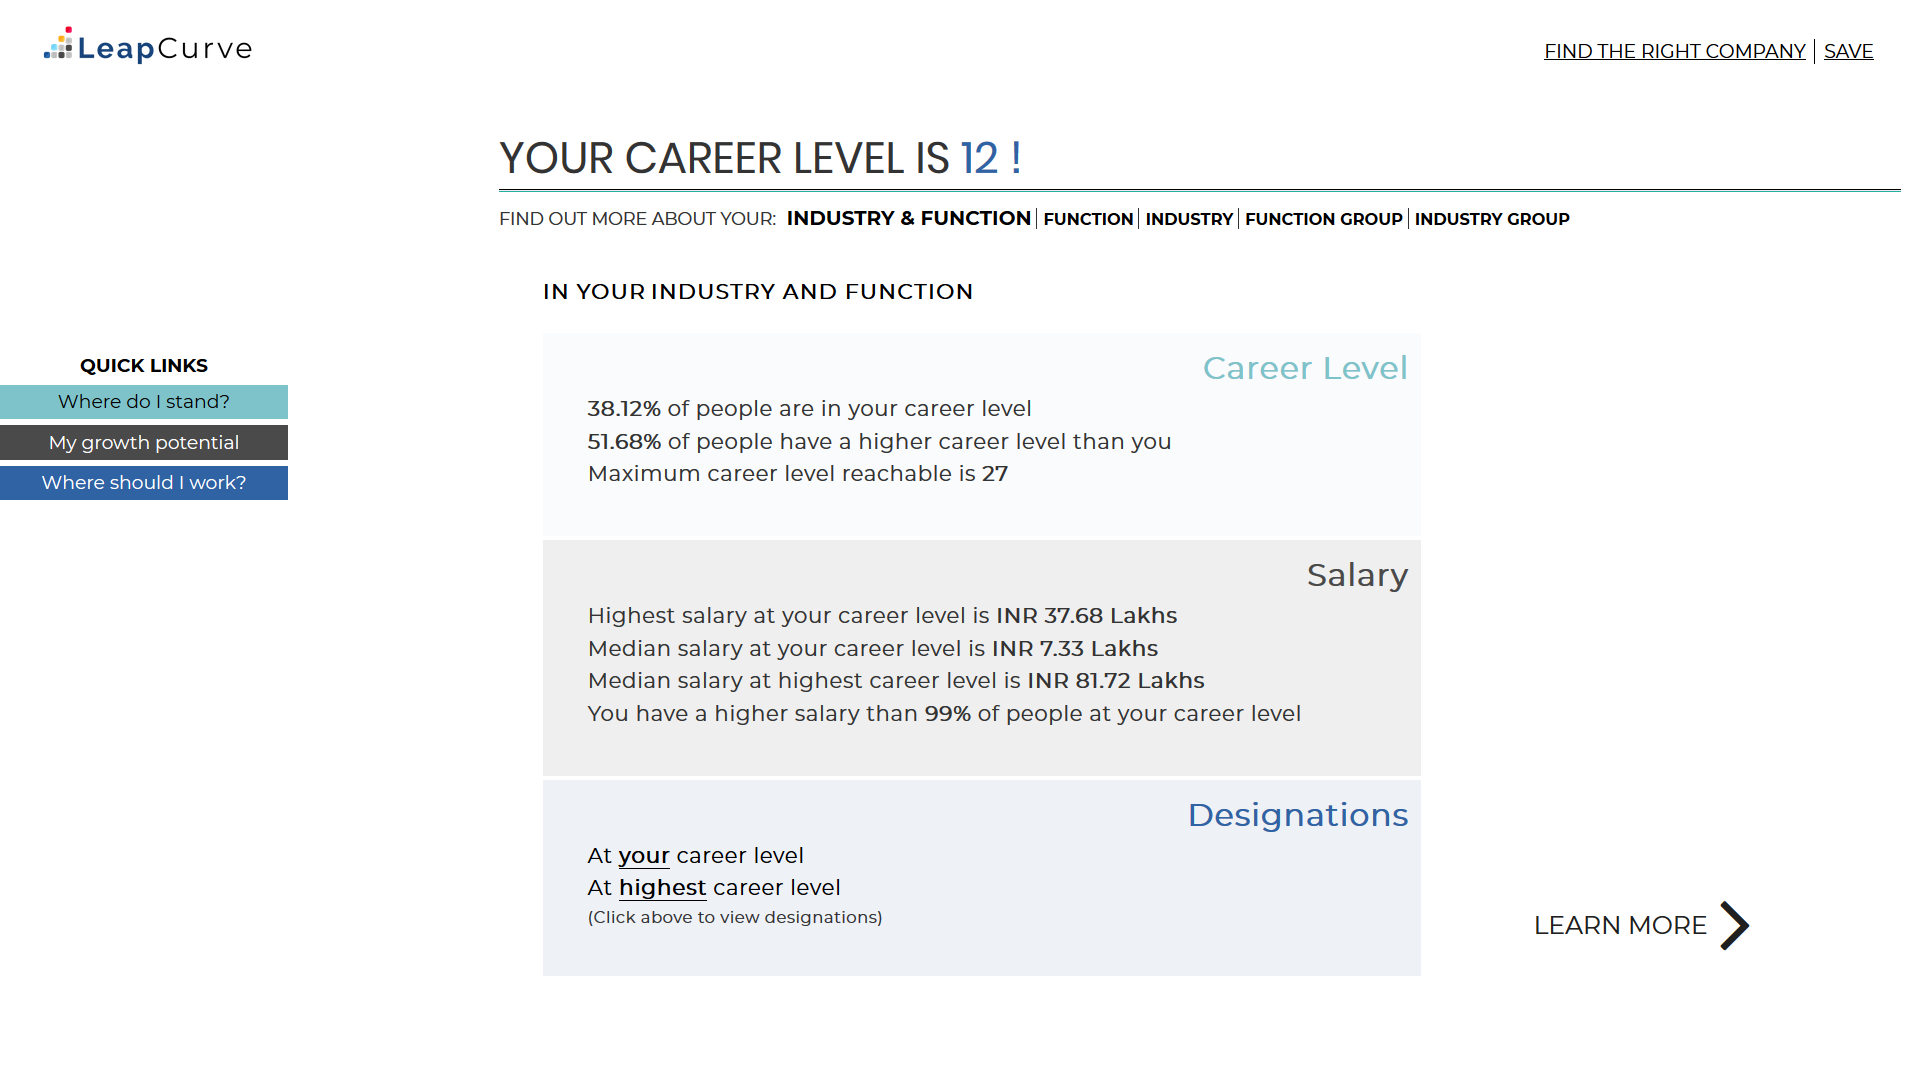 LeapCurve
FIND THE RIGHT COMPANY | SAVE
YOUR CAREER LEVEL IS 12 !
FIND OUT MORE ABOUT YOUR: INDUSTRY & FUNCTION | FUNCTION | INDUSTRY | FUNCTION GROUP | INDUSTRY GROUP
IN YOUR INDUSTRY AND FUNCTION
QUICK LINKS
Where do I stand?
My growth potential
Where should I work?
Career Level
38.12% of people are in your career level
51.68% of people have a higher career level than you
Maximum career level reachable is 27
Salary
Highest salary at your career level is INR 37.68 Lakhs
Median salary at your career level is INR 7.33 Lakhs
Median salary at highest career level is INR 81.72 Lakhs
You have a higher salary than 99% of people at your career level
Designations
At your career level
At highest career level
(Click above to view designations)
LEARN MORE